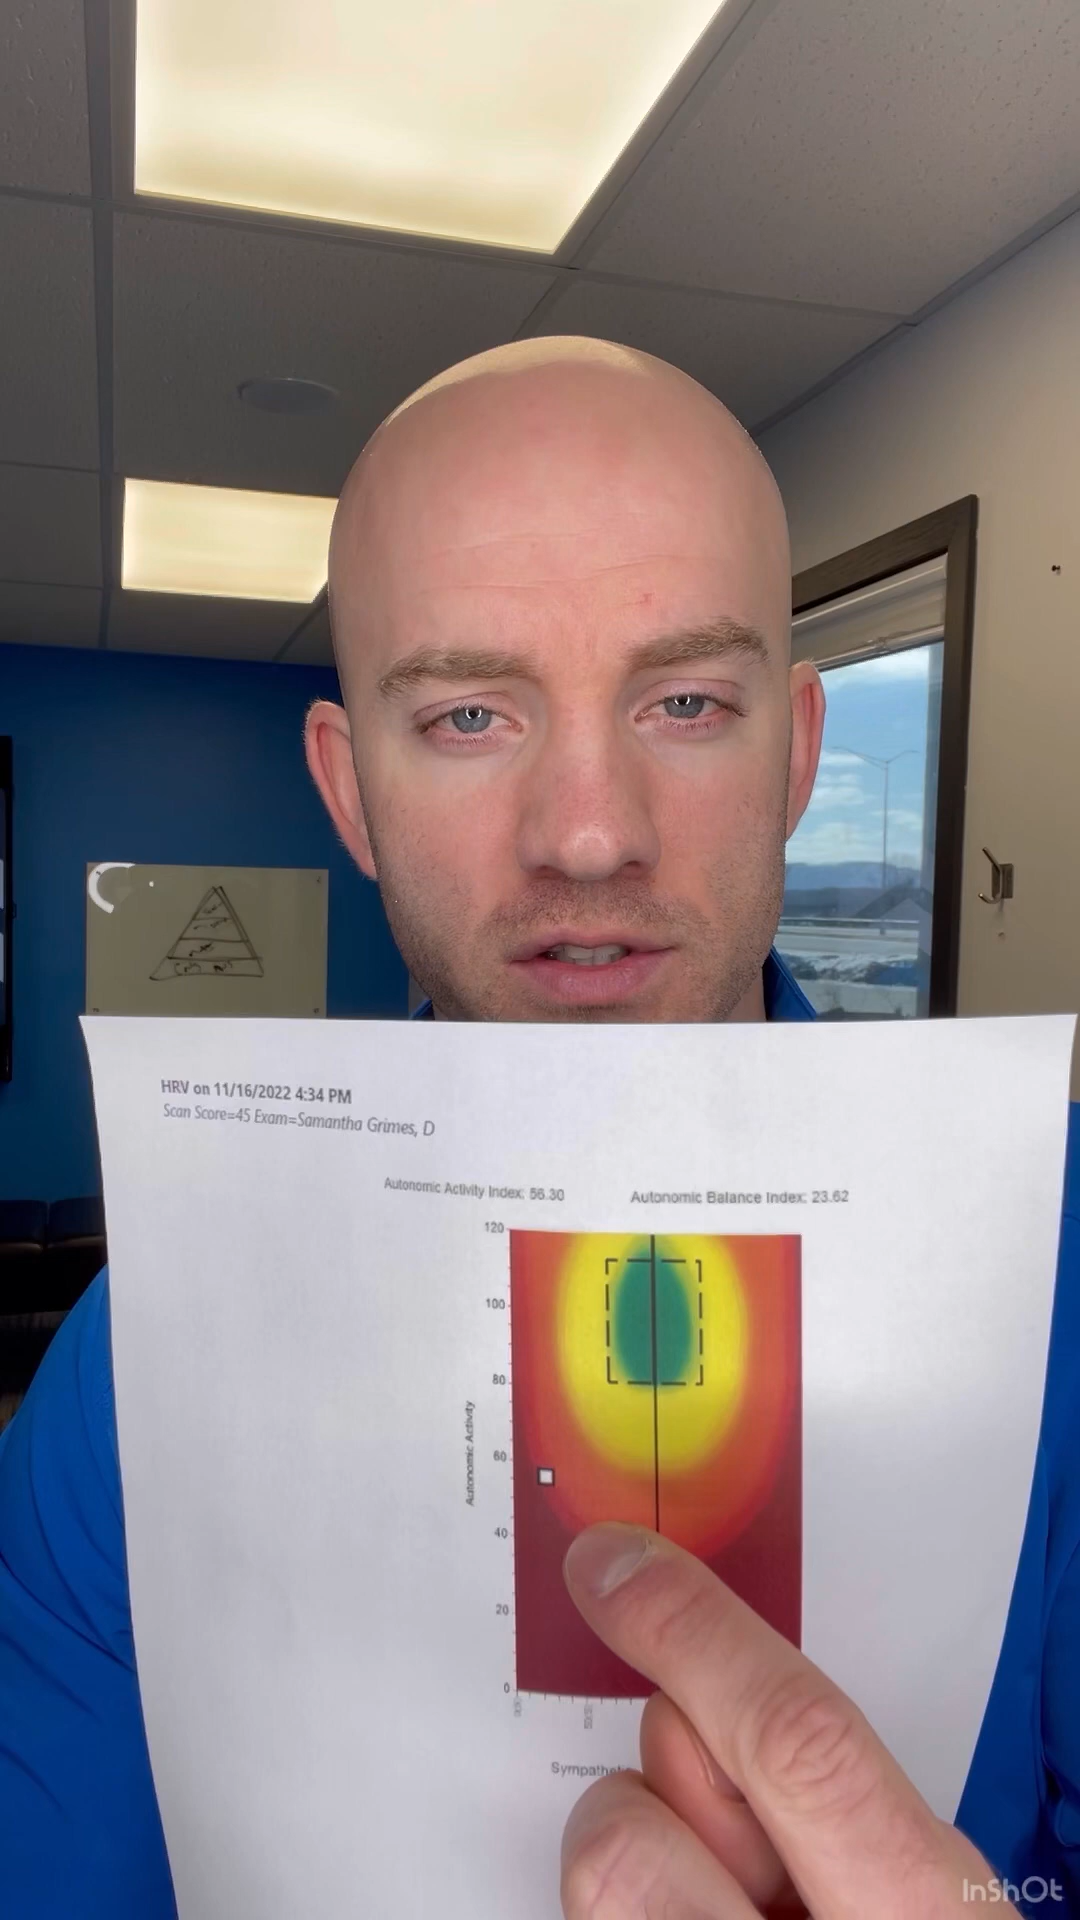 HRV on 11/16/2022 4:34 PM
Scan Score=45 Exam=Samantha Grimes, D
Autonomic Activity Index: 56.30
Autonomic Balance Index: 23.62
120
100
80
60
40
20
0
Autonomic Activity
InShOt